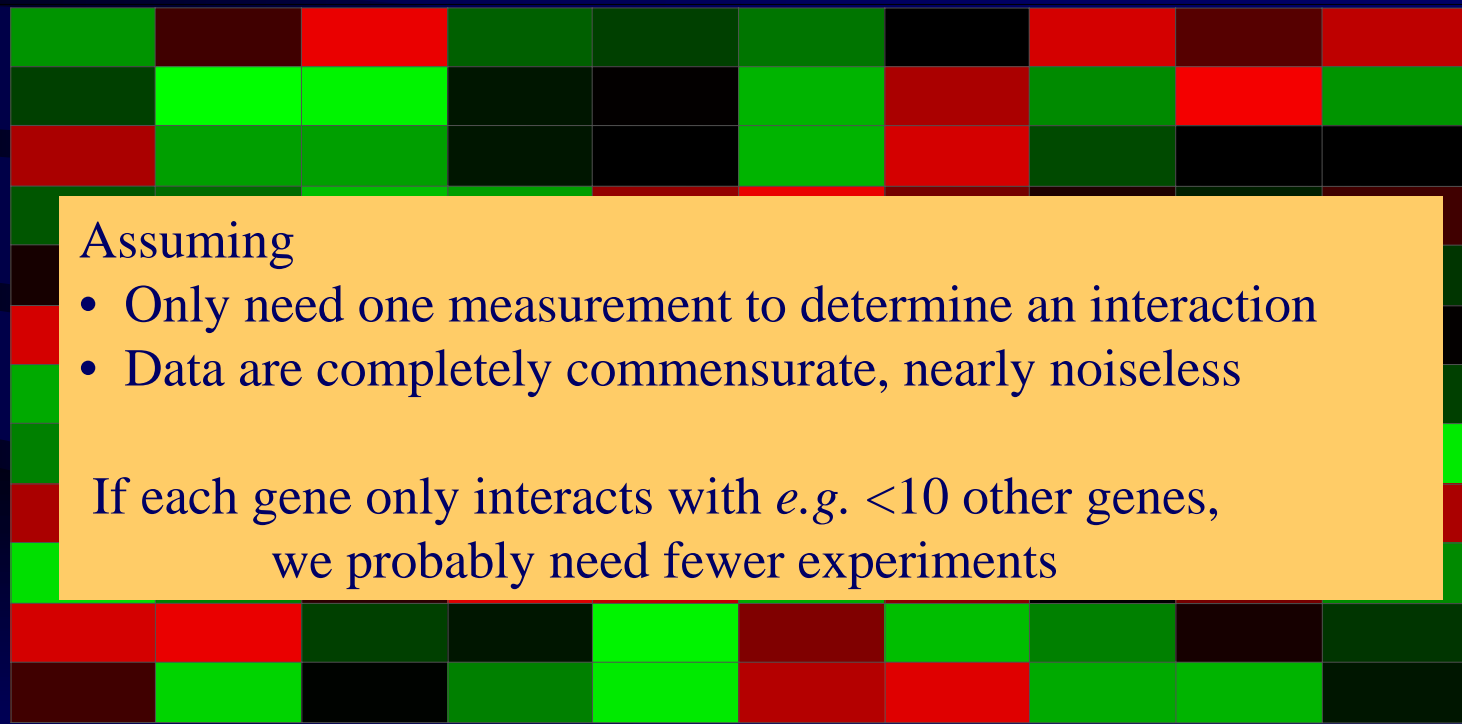 Assuming
• Only need one measurement to determine an interaction
• Data are completely commensurate, nearly noiseless
If each gene only interacts with e.g. <10 other genes,
we probably need fewer experiments